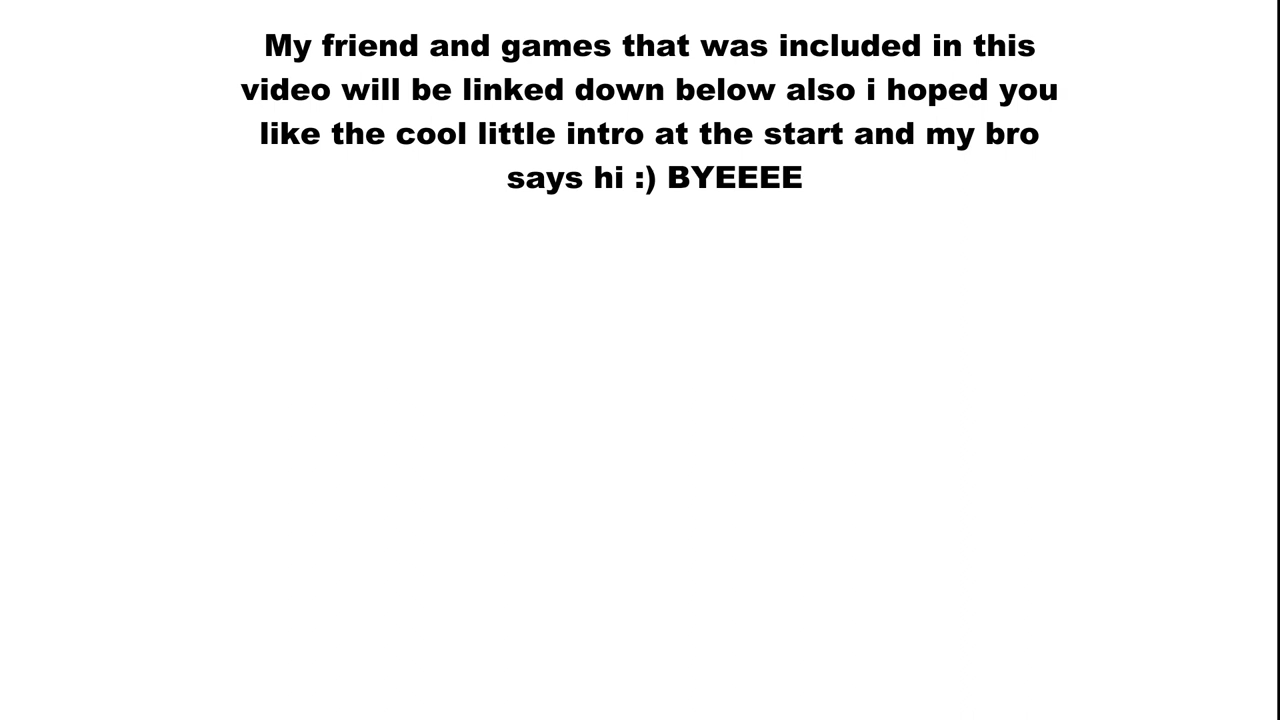 My friend and games that was included in this
video will be linked down below also i hoped you
like the cool little intro at the start and my bro
says hi :) BYEEEE